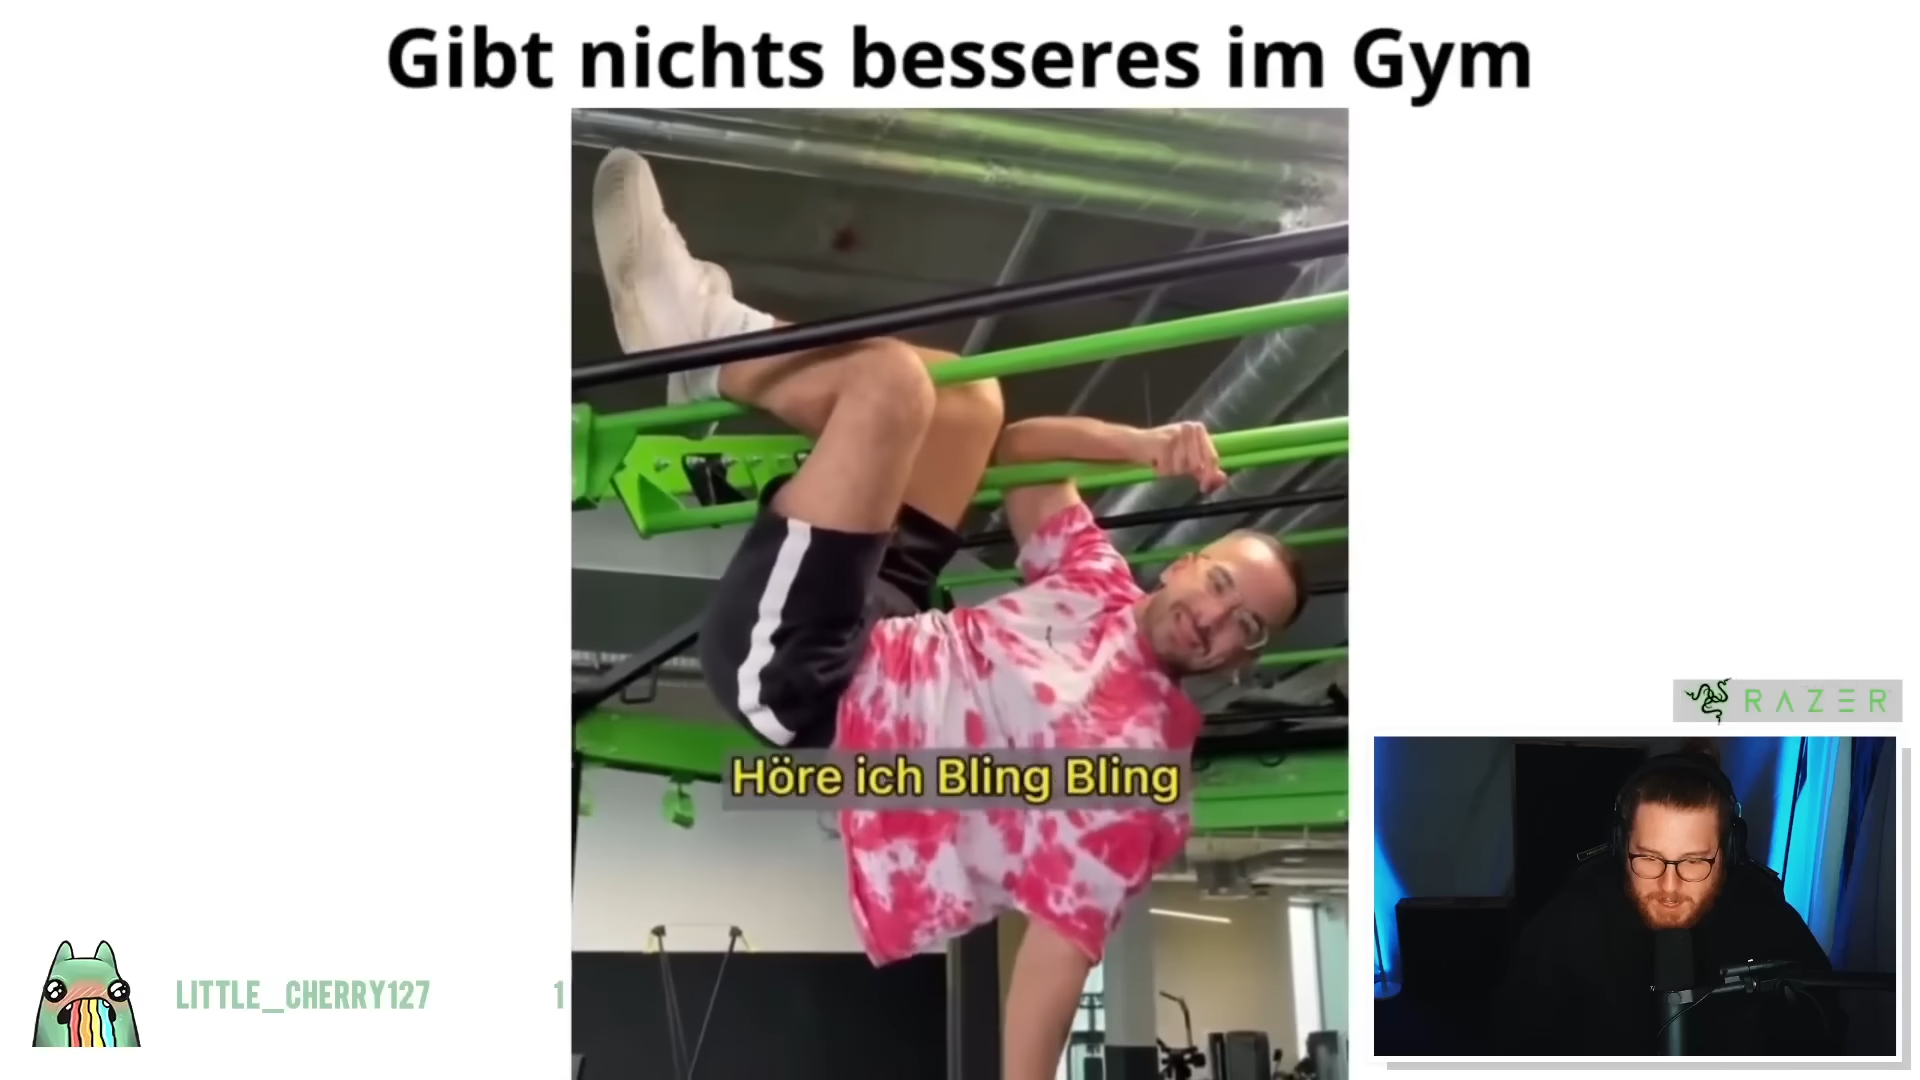 Gibt nichts besseres im Gym
Höre ich Bling Bling
RAZER
LITTLE_CHERRY127
1